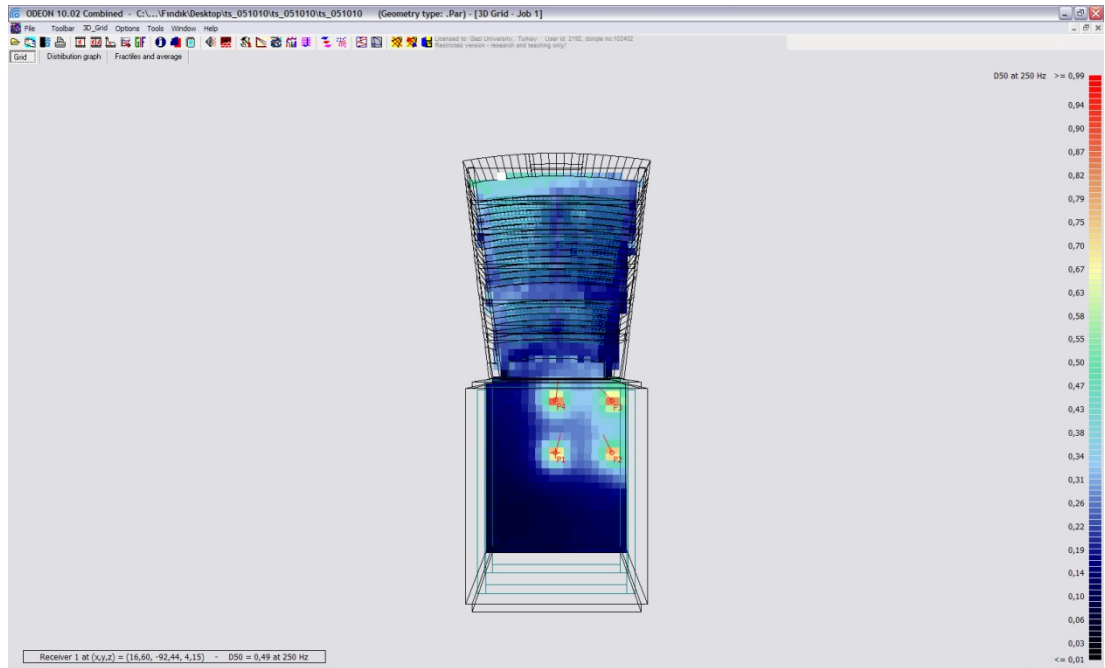 ODEON 10.02 Combined - C:\...\Fındık\Desktop\ts_051010\ts_051010\ts_051010 (Geometry type: .Par) - [3D Grid - Job 1]
File Toolbar 3D_Grid Options Tools Window Help
Licensed to: Gazi University, Turkey User id: 2192, dongle no:102402
Restricted version - research and teaching only!
Grid Distribution graph Fractiles and average
D50 at 250 Hz >= 0,99
0,94
0,90
0,87
0,82
0,79
0,75
0,70
0,67
0,63
0,58
0,55
0,50
0,47
0,43
0,38
0,34
0,31
0,26
0,22
0,19
0,14
0,10
0,06
0,03
<= 0,01
P4 P3
P1 P2
Receiver 1 at (x,y,z) = (16,60, -92,44, 4,15) - D50 = 0,49 at 250 Hz